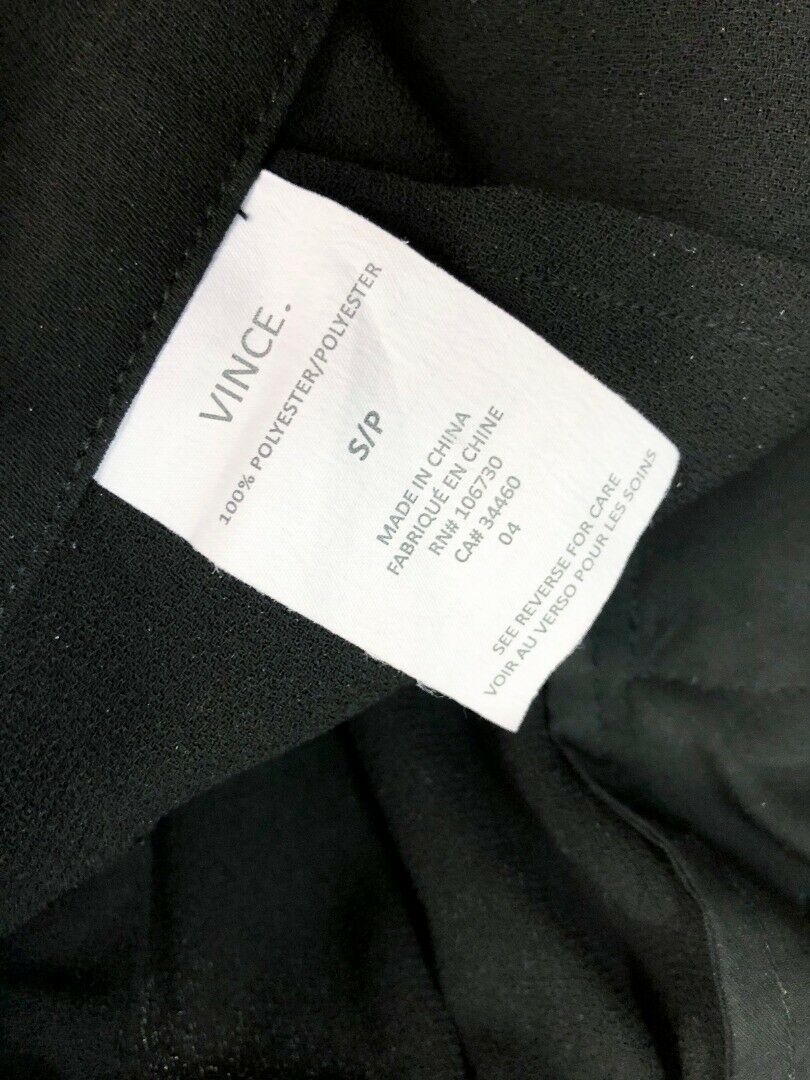 VINCE.
100% POLYESTER/POLYESTER
S/P
MADE IN CHINA
FABRIQUÉ EN CHINE
RN# 106730
CA# 34460
04
SEE REVERSE FOR CARE
VOIR AU VERSO POUR LES SOINS